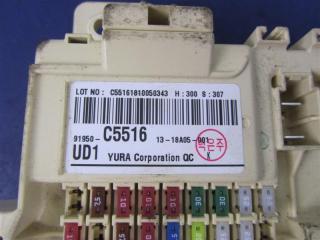 LOT NO : C55161810050343 H : 300 S : 307
91950- C5516 13-18A05-001
UD1 YURA Corporation QC